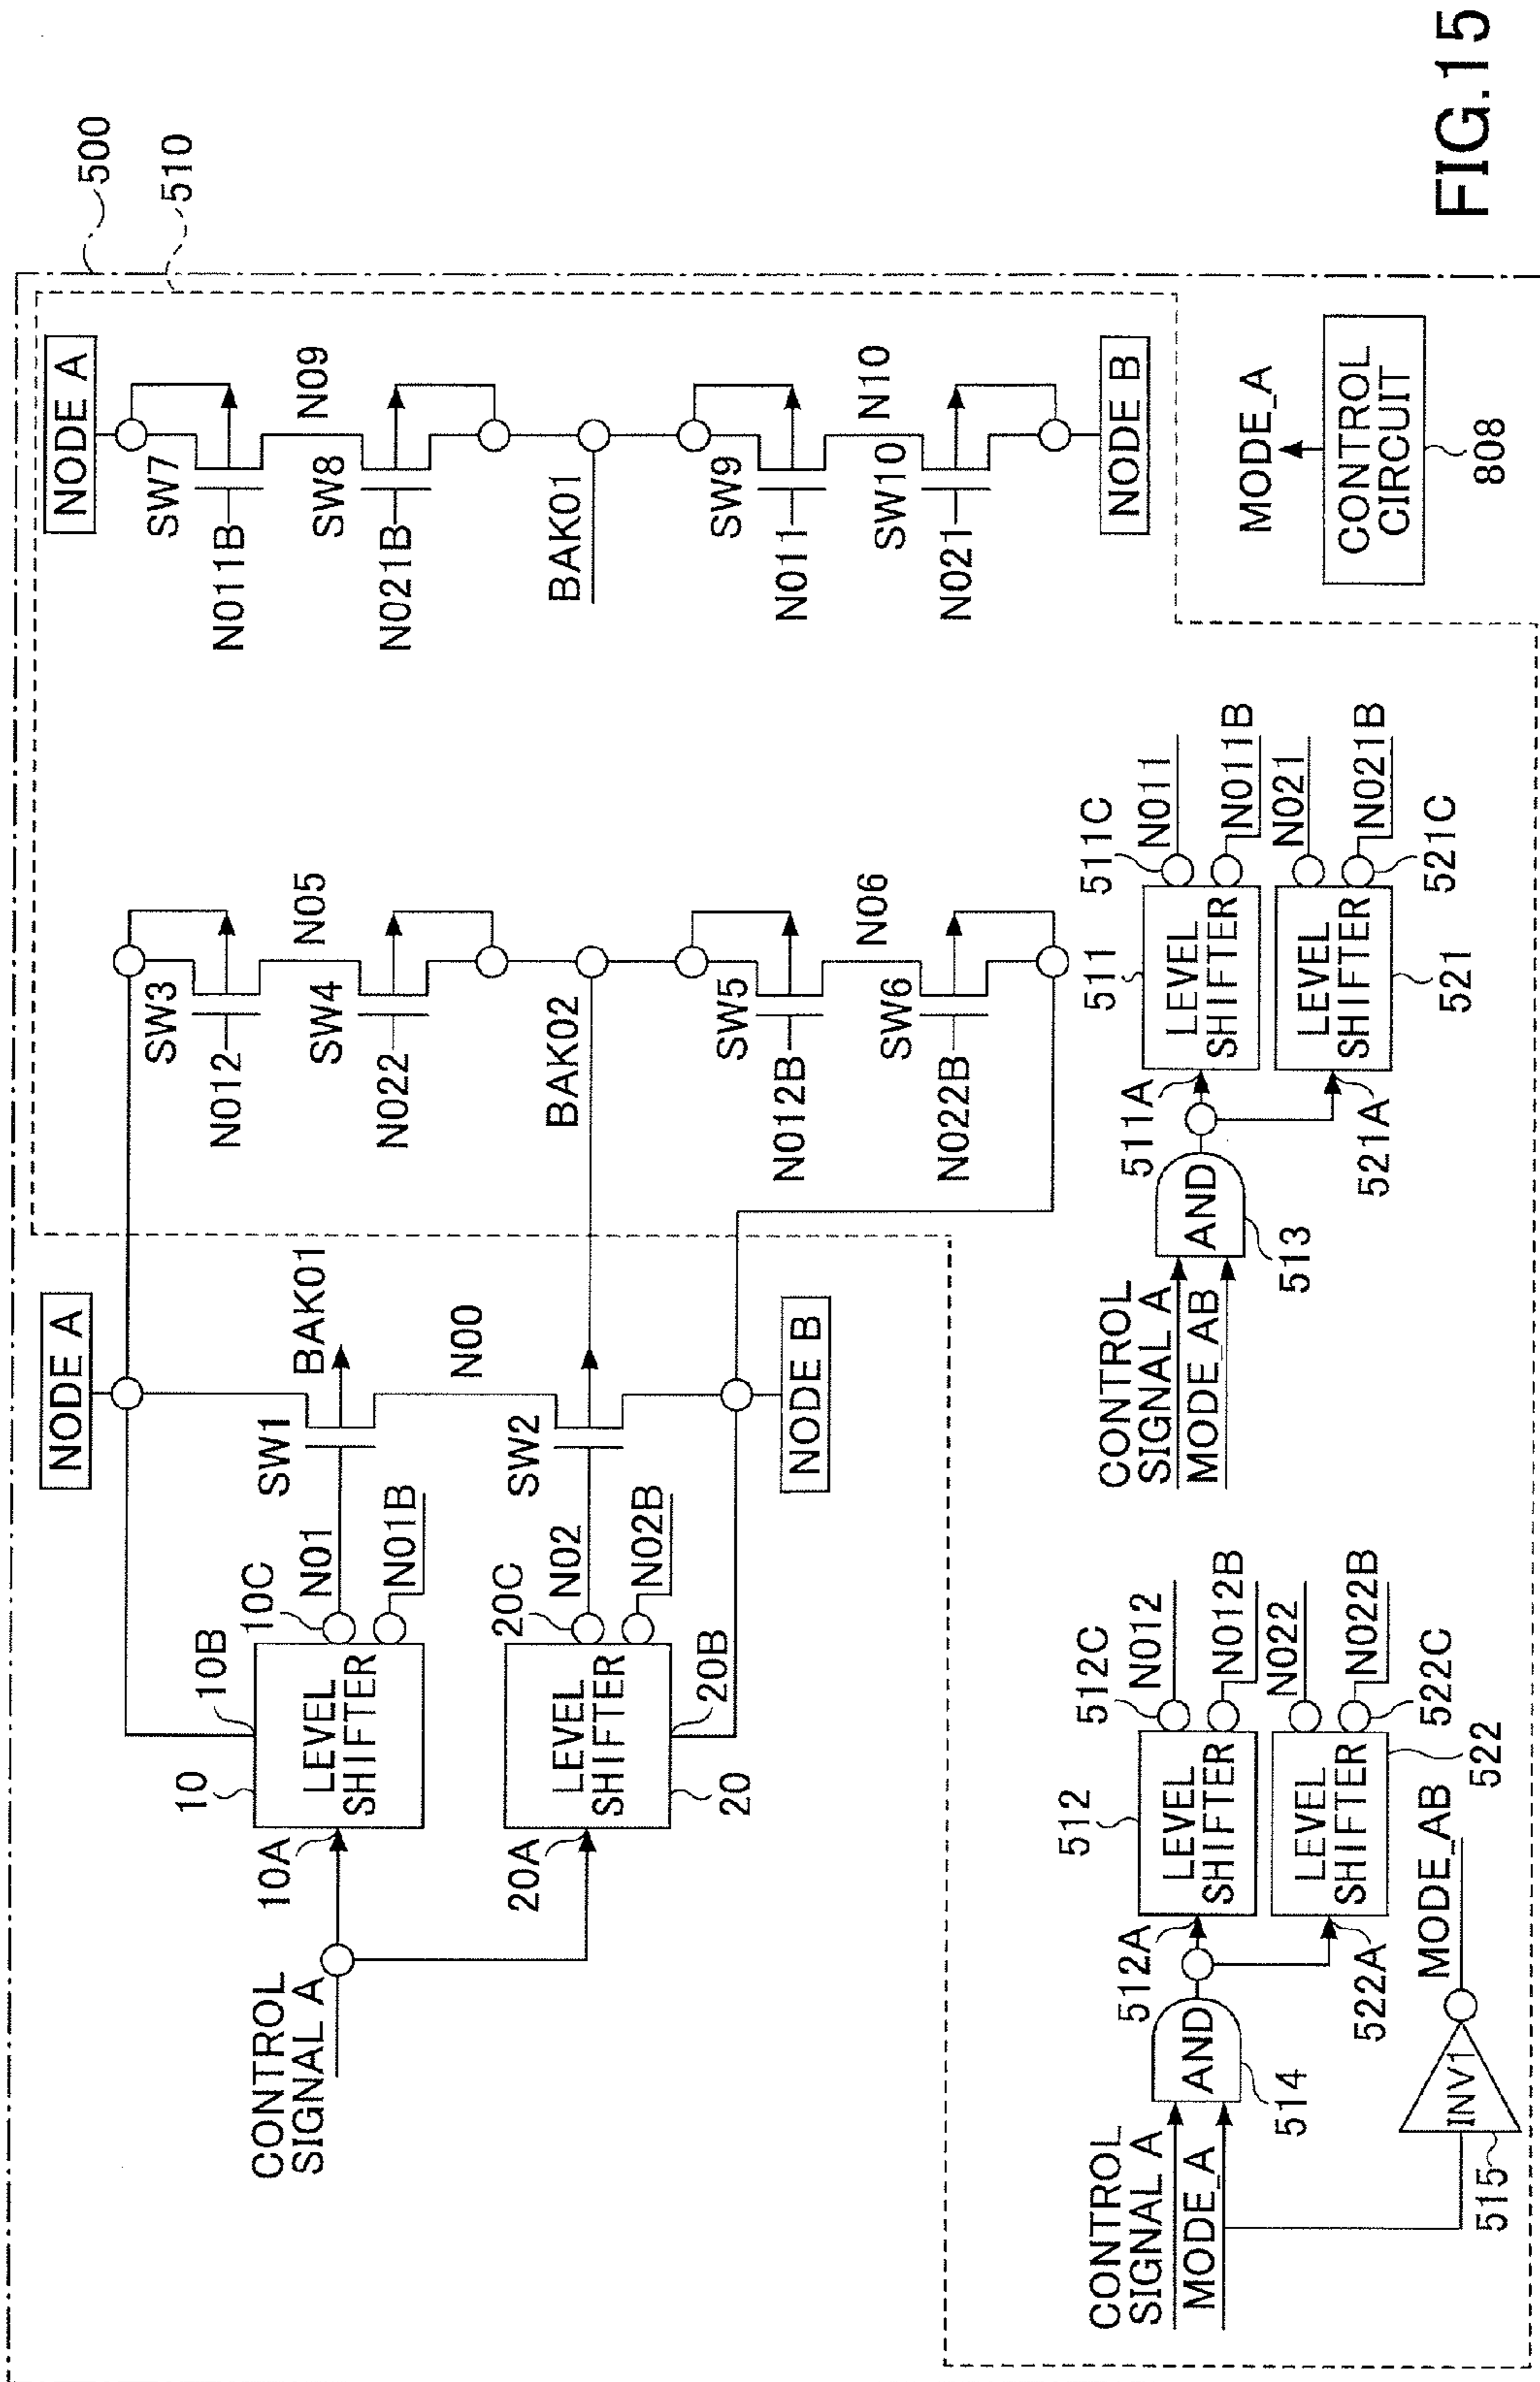 FIG.15
500
510
NODE A
SW7
N011B
N09
SW8
N021B
BAK01
SW9
N011
N10
SW10
N021
NODE B
MODE_A
CONTROL
CIRCUIT
808
SW3
N012
N05
SW4
N022
BAK02
SW5
N012B
N06
SW6
N022B
NODE A
BAK01
SW1
N00
SW2
NODE B
10
10A
10B
10C
LEVEL
SHIFTER
N01
N01B
20
20A
20B
20C
LEVEL
SHIFTER
N02
N02B
CONTROL
SIGNAL A
CONTROL
SIGNAL A
MODE_AB
AND
513
511A
521A
511
LEVEL
SHIFTER
511C
N011
N011B
521
LEVEL
SHIFTER
521C
N021
N021B
CONTROL
SIGNAL A
MODE_A
AND
514
512A
522A
512
LEVEL
SHIFTER
512C
N012
N012B
522
LEVEL
SHIFTER
522C
N022
N022B
INV1
515
MODE_AB